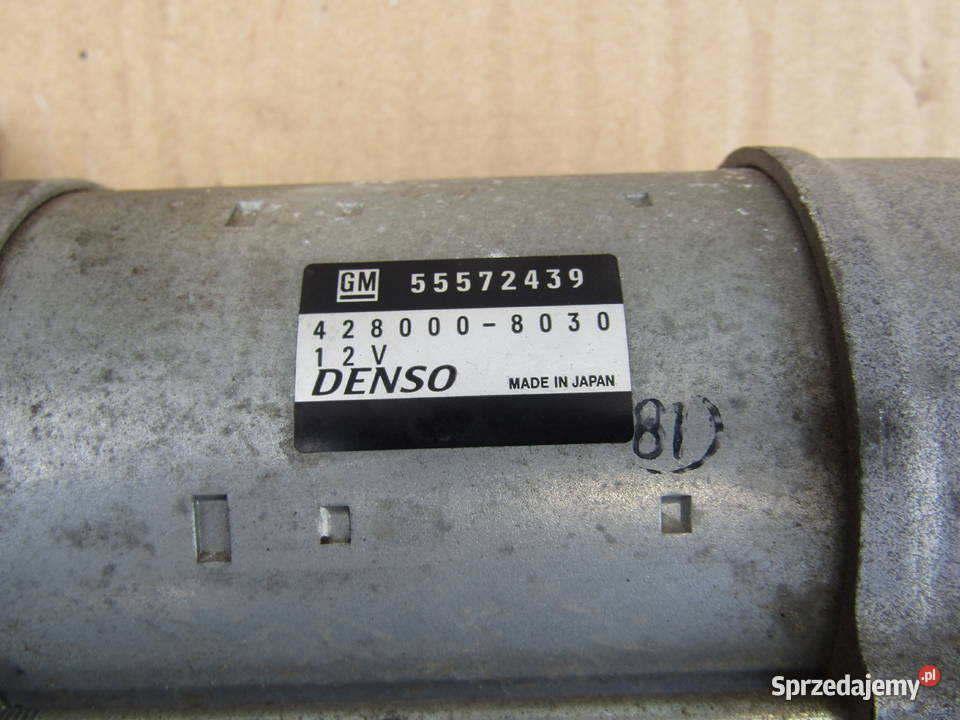 GM 55572439
428000-8030
12V
DENSO MADE IN JAPAN
81
Sprzedajemy.pl